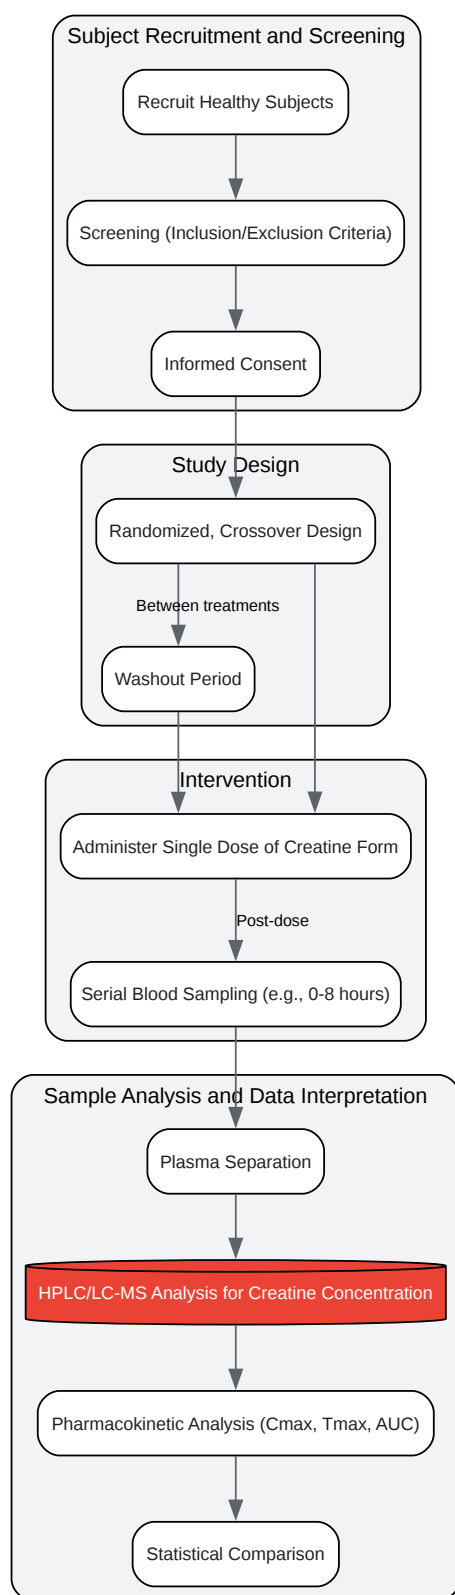 Subject Recruitment and Screening
Recruit Healthy Subjects
Screening (Inclusion/Exclusion Criteria)
Informed Consent
Study Design
Randomized, Crossover Design
Between treatments
Washout Period
Intervention
Administer Single Dose of Creatine Form
Post-dose
Serial Blood Sampling (e.g., 0-8 hours)
Sample Analysis and Data Interpretation
Plasma Separation
HPLC/LC-MS Analysis for Creatine Concentration
Pharmacokinetic Analysis (Cmax, Tmax, AUC)
Statistical Comparison